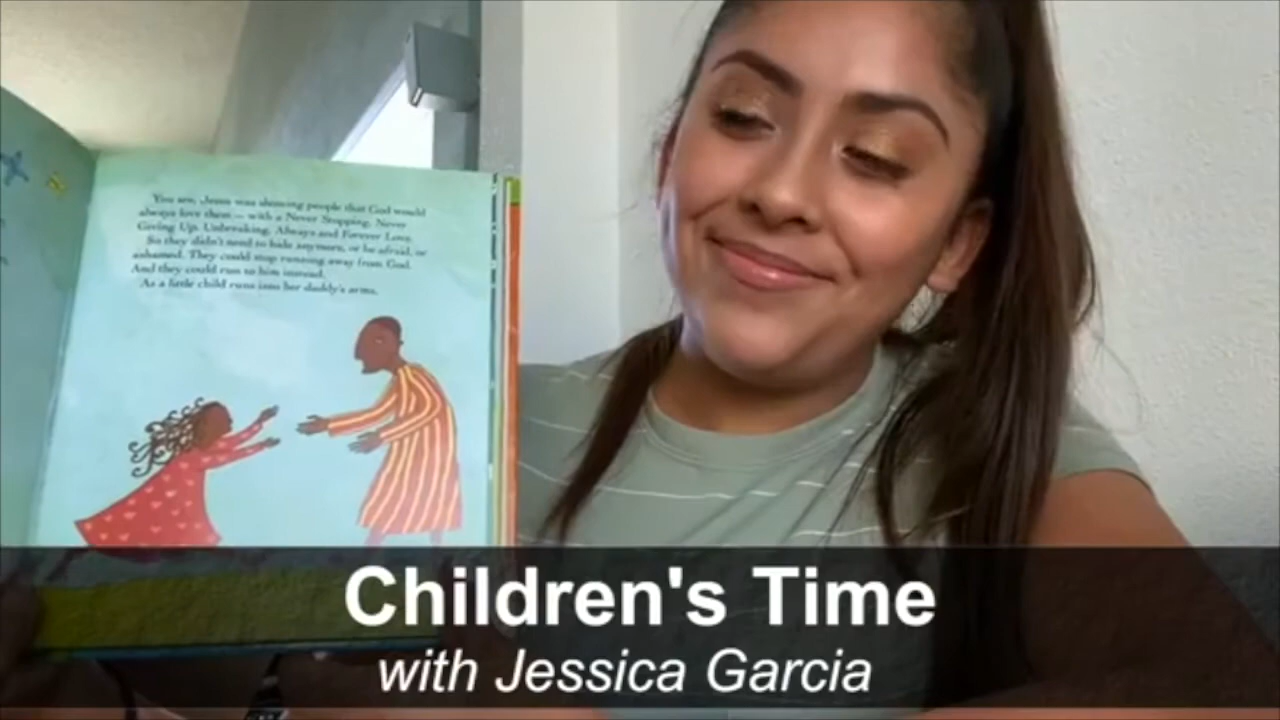 You see, Jesus was showing people that God would
always love them — with a Never Stopping, Never
Giving Up, Unbreaking, Always and Forever Love.
So they didn't need to hide anymore, or be afraid, or
ashamed. They could stop running away from God.
And they could run to him instead.
As a little child runs into her daddy's arms.
Children's Time
with Jessica Garcia